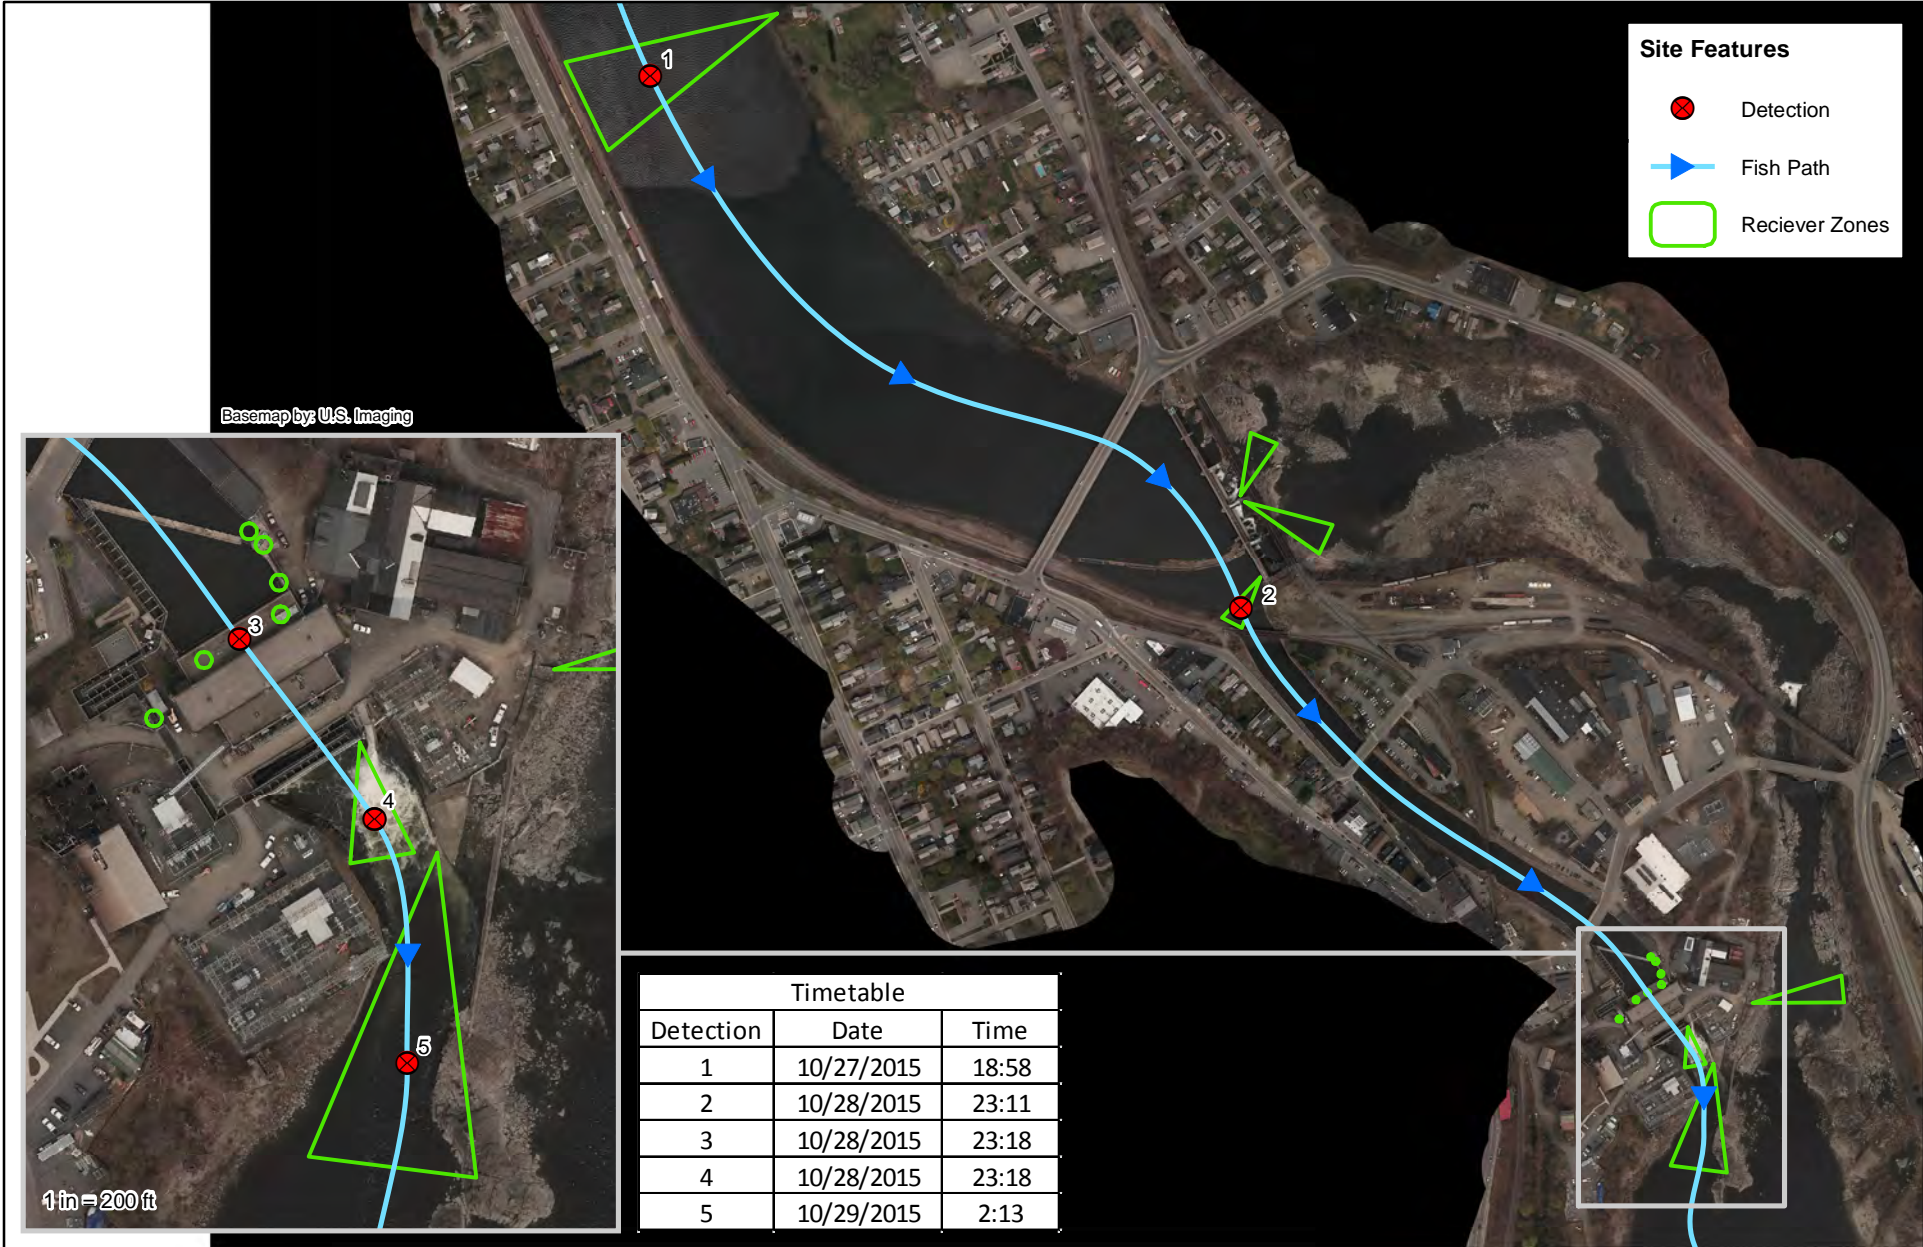 1
Site Features
Detection
Fish Path
Reciever Zones
Basemap by: U.S. Imaging
2
3
4
5
1 in = 200 ft
Timetable
Detection Date Time
1 10/27/2015 18:58
2 10/28/2015 23:11
3 10/28/2015 23:18
4 10/28/2015 23:18
5 10/29/2015 2:13